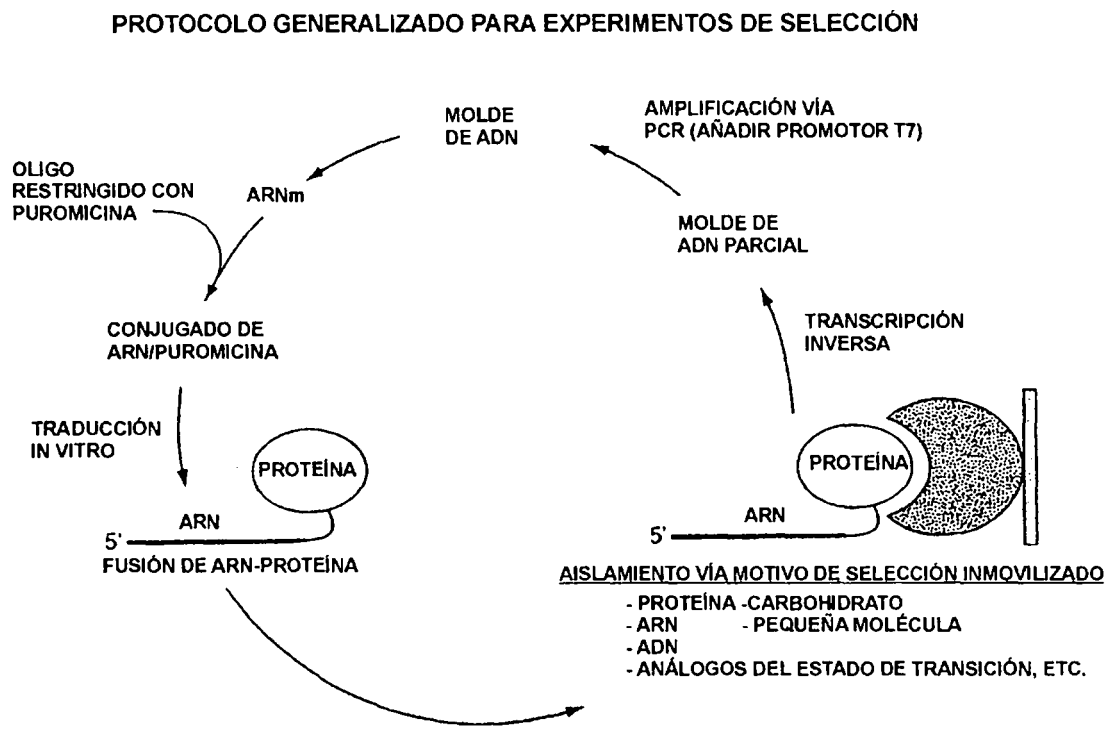 PROTOCOLO GENERALIZADO PARA EXPERIMENTOS DE SELECCIÓN
MOLDE
DE ADN
AMPLIFICACIÓN VÍA
PCR (AÑADIR PROMOTOR T7)
OLIGO
RESTRINGIDO CON
PUROMICINA
ARNm
MOLDE DE
ADN PARCIAL
CONJUGADO DE
ARN/PUROMICINA
TRANSCRIPCIÓN
INVERSA
TRADUCCIÓN
IN VITRO
PROTEÍNA
ARN
5'
FUSIÓN DE ARN-PROTEÍNA
PROTEÍNA
ARN
5'
AISLAMIENTO VÍA MOTIVO DE SELECCIÓN INMOVILIZADO
- PROTEÍNA -CARBOHIDRATO
- ARN - PEQUEÑA MOLÉCULA
- ADN
- ANÁLOGOS DEL ESTADO DE TRANSICIÓN, ETC.